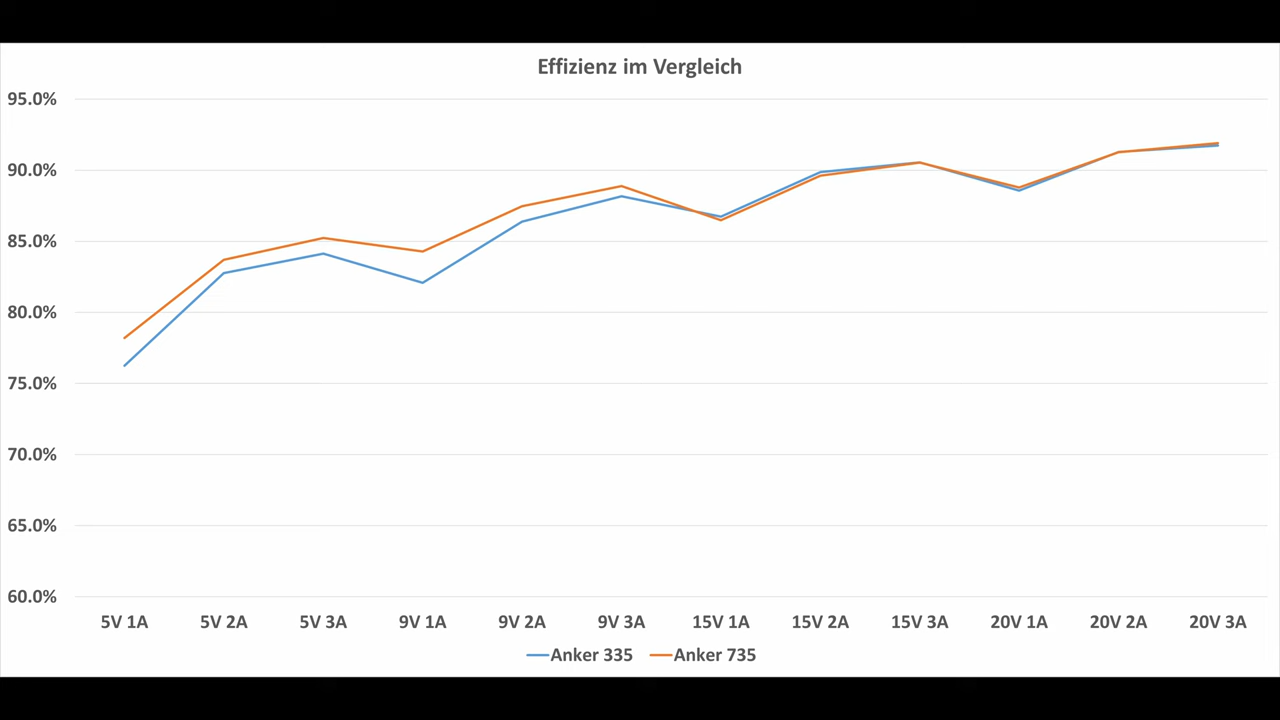 Effizienz im Vergleich
95.0%
90.0%
85.0%
80.0%
75.0%
70.0%
65.0%
60.0%
5V 1A 5V 2A 5V 3A 9V 1A 9V 2A 9V 3A 15V 1A 15V 2A 15V 3A 20V 1A 20V 2A 20V 3A
Anker 335 Anker 735